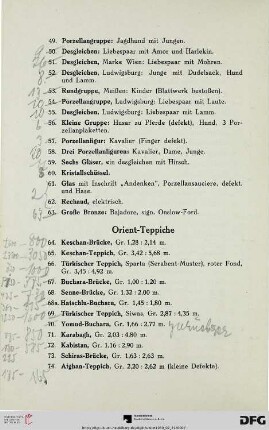 49. Porzellangruppe: Jagdhund mit Jungen.
50. Desgleichen: Liebespaar mit Amor und Harlekin.
51. Desgleichen, Marke Wien: Liebespaar mit Mohren.
52. Desgleichen, Ludwigsburg: Junge mit Dudelsack, Hund
und Lamm.
53. Rundgruppe, Meißen: Kinder (Blattwerk bestoßen).
54. Porzellangruppe, Ludwigsburg: Liebespaar mit Laute.
55. Desgleichen, Ludwigsburg: Liebespaar mit Lamm.
56. Kleine Gruppe: Husar zu Pferde (defekt), Hund, 3 Por-
zellanplaketten.
57. Porzellanfigur: Kavalier (Finger defekt).
58. Drei Porzellanfiguren: Kavalier, Dame, Junge.
59. Sechs Gläser, ein desgleichen mit Hirsch.
60. Kristallschüssel.
61. Glas mit Inschrift „Andenken", Porzellansauciere, defekt.
und Hase.
62. Rechaud, elektrisch.
63. Große Bronze: Bajadere, sign. Onslow-Ford.
Orient-Teppiche
64. Keschan-Brücke, Gr. 1,28 : 2,14 m.
65. Keschan-Teppich, Gr. 3,42 : 5,68 m.
66. Türkischer Teppich, Sparta (Serabent-Muster), roter Fond,
Gr. 3,45 : 4,92 m.
67. Buchara-Brücke, Gr. 1,00 : 1,20 m.
68. Senne-Brücke, Gr. 1,32 : 2,00 m.
68a. Hatschlu-Buchara, Gr. 1,45 : 1,80 m.
69. Türkischer Teppich, Siwas, Gr. 2,87 : 4,35 m.
70. Yomud-Buchara, Gr. 1,66 : 2,72 m.
71. Karabagh, Gr. 2,03 : 4,80 m.
72. Kabistan, Gr. 1,16 : 2,90 m.
73. Schiras-Brücke, Gr. 1,63 : 2,63 m.
74. Afghan-Teppich, Gr. 2,20 : 2,62 m (kleine Defekte).